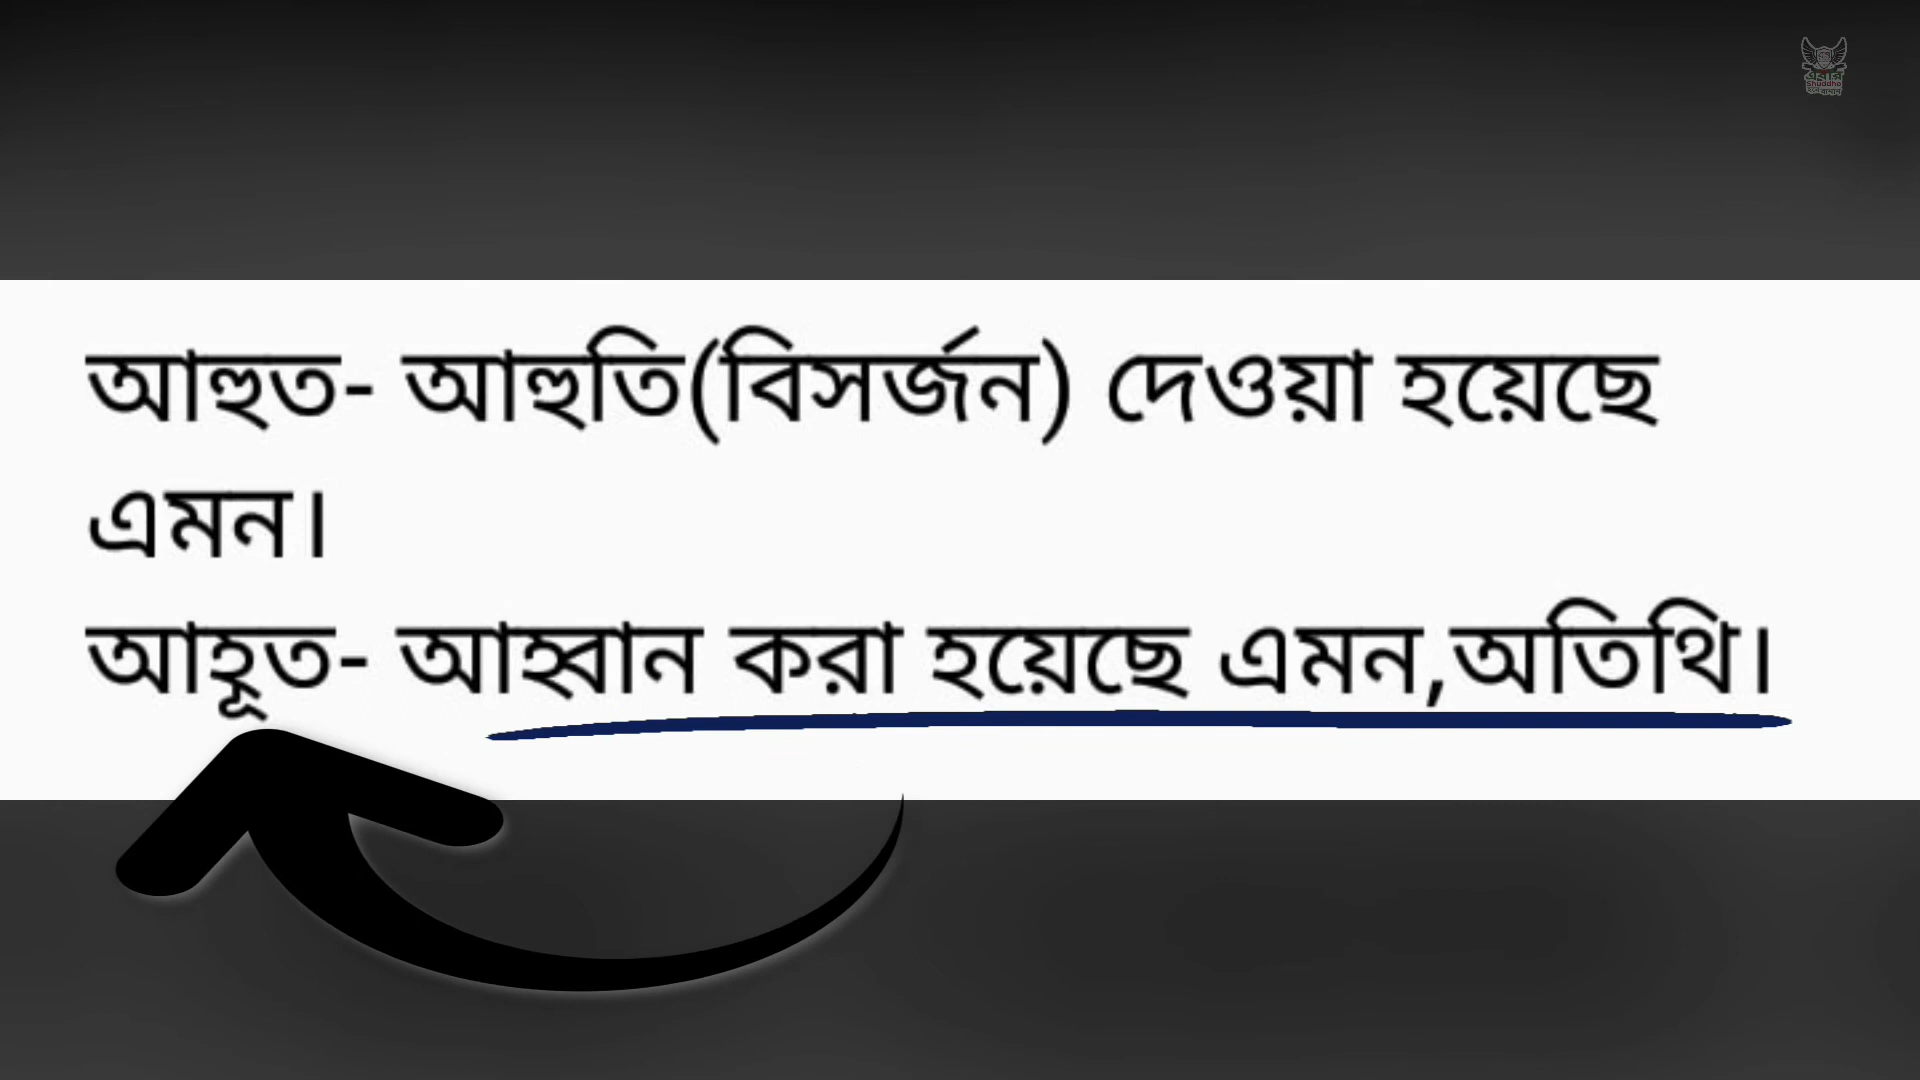 আহুত- আহুতি(বিসর্জন) দেওয়া হয়েছে
এমন।
আহূত- আহ্বান করা হয়েছে এমন,অতিথি।